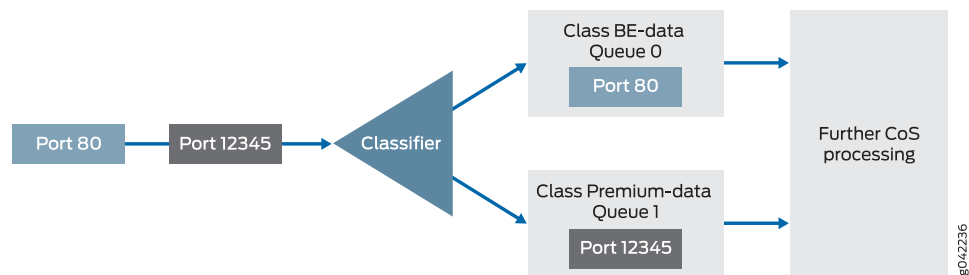 Port 80
Port 12345
Classifier
Class BE-data
Queue 0
Port 80
Class Premium-data
Queue 1
Port 12345
Further CoS
processing
g042236